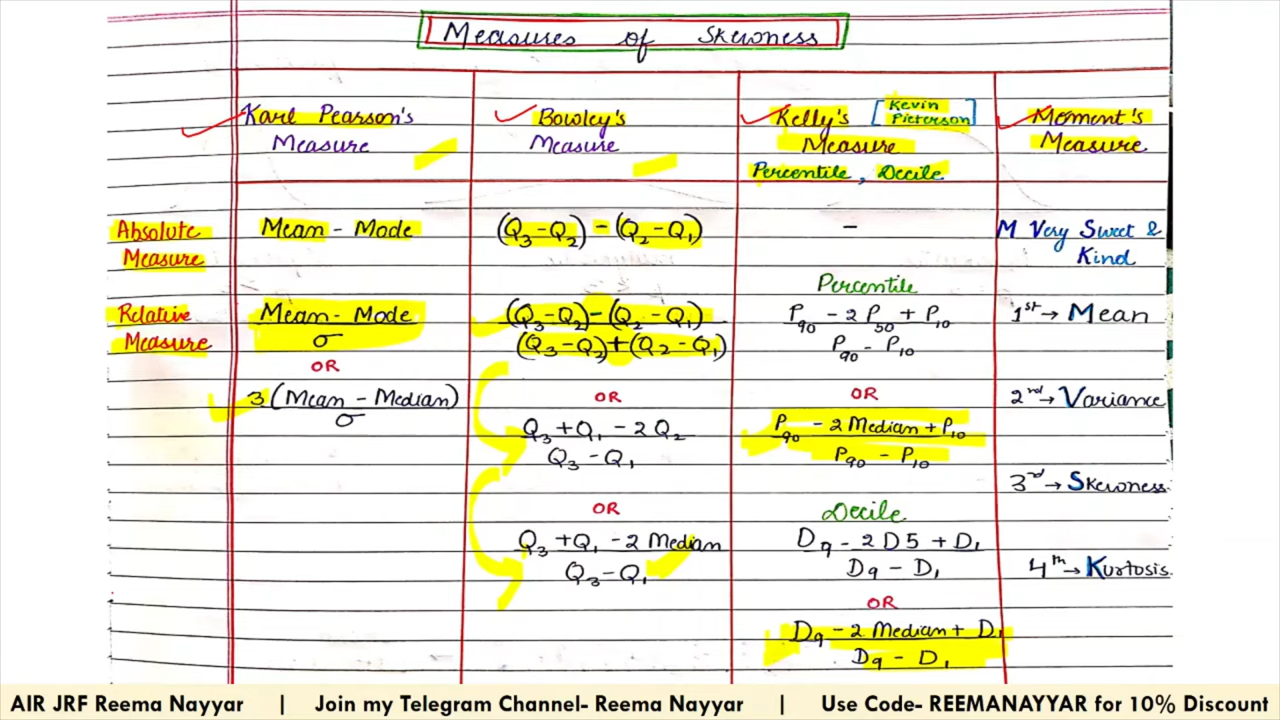 Measures of Skewness
Karl Pearson's
Measure
Bowley's
Measure
Kelly's [Kevin Pieterson]
Measure
Percentile, Decile
Moment's
Measure
Absolute
Measure
Mean - Mode
(Q₃-Q₂) - (Q₂-Q₁)
-
M Very Sweet &
Kind
Relative
Measure
Mean - Mode
σ
OR
3 (Mean - Median)
σ
(Q₃-Q₂) - (Q₂-Q₁)
(Q₃-Q₂) + (Q₂-Q₁)
OR
Q₃+Q₁ - 2Q₂
Q₃-Q₁
OR
Q₃+Q₁ - 2 Median
Q₃-Q₁
Percentile
P₉₀ - 2P₅₀ + P₁₀
P₉₀ - P₁₀
OR
P₉₀ - 2 Median + P₁₀
P₉₀ - P₁₀
Decile
D₉ - 2D5 + D₁
D₉ - D₁
OR
D₉ - 2 Median + D₁
D₉ - D₁
1st→ Mean
2nd→ Variance
3rd→ Skewness
4th→ Kurtosis
AIR JRF Reema Nayyar | Join my Telegram Channel- Reema Nayyar | Use Code- REEMANAYYAR for 10% Discount